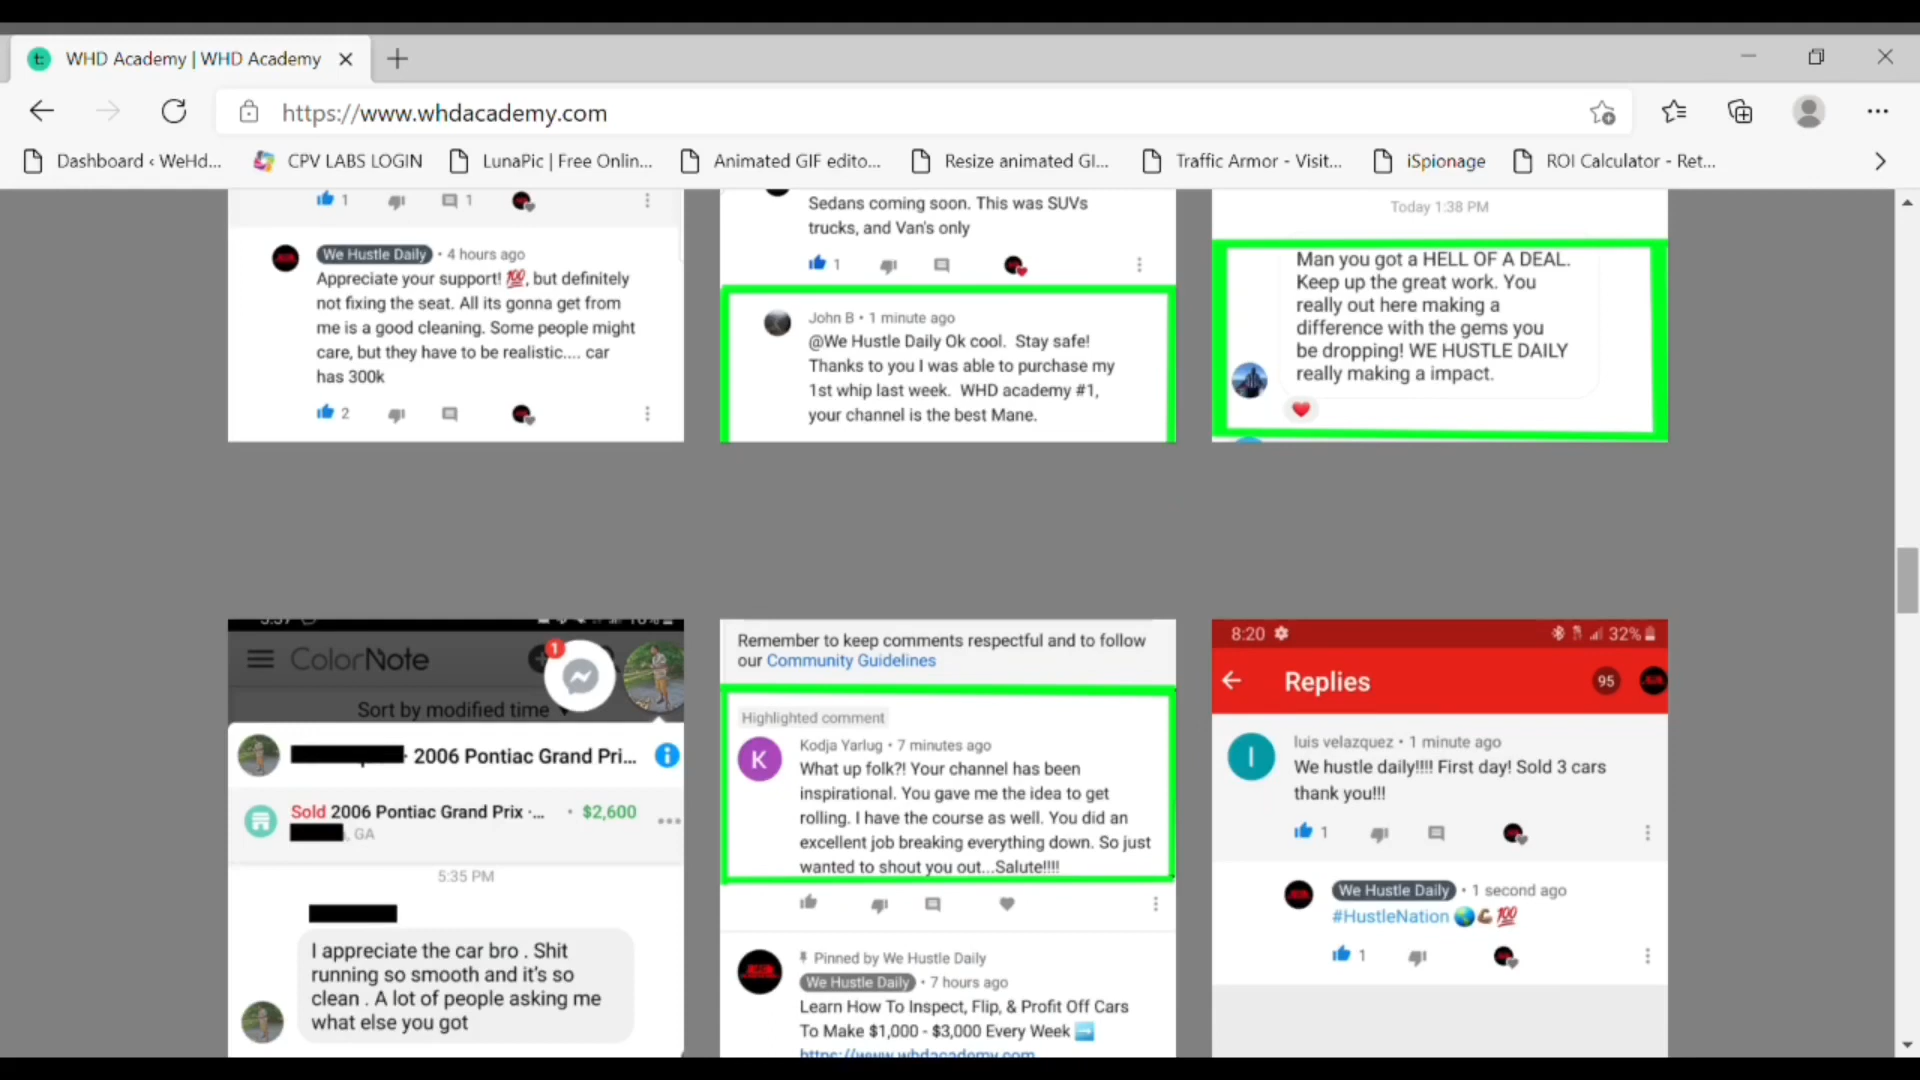 WHD Academy | WHD Academy
https://www.whdacademy.com
Dashboard ‹ WeHd...
CPV LABS LOGIN
LunaPic | Free Onlin...
Animated GIF edito...
Resize animated GI...
Traffic Armor - Visit...
iSpionage
ROI Calculator - Ret...
1
1
We Hustle Daily • 4 hours ago
Appreciate your support! 💯, but definitely
not fixing the seat. All its gonna get from
me is a good cleaning. Some people might
care, but they have to be realistic.... car
has 300k
2
Sedans coming soon. This was SUVs
trucks, and Van's only
1
John B • 1 minute ago
@We Hustle Daily Ok cool. Stay safe!
Thanks to you I was able to purchase my
1st whip last week. WHD academy #1,
your channel is the best Mane.
Today 1:38 PM
Man you got a HELL OF A DEAL.
Keep up the great work. You
really out here making a
difference with the gems you
be dropping! WE HUSTLE DAILY
really making a impact.
ColorNote
1
Sort by modified time
2006 Pontiac Grand Pri...
Sold 2006 Pontiac Grand Prix ·... · $2,600
, GA
5:35 PM
I appreciate the car bro . Shit
running so smooth and it's so
clean . A lot of people asking me
what else you got
Remember to keep comments respectful and to follow
our Community Guidelines
Highlighted comment
K
Kodja Yarlug • 7 minutes ago
What up folk?! Your channel has been
inspirational. You gave me the idea to get
rolling. I have the course as well. You did an
excellent job breaking everything down. So just
wanted to shout you out...Salute!!!!
Pinned by We Hustle Daily
We Hustle Daily • 7 hours ago
Learn How To Inspect, Flip, & Profit Off Cars
To Make $1,000 - $3,000 Every Week ➡
https://www.whdacademy.com
8:20
32%
Replies
95
l
luis velazquez • 1 minute ago
We hustle daily!!!! First day! Sold 3 cars
thank you!!!
1
We Hustle Daily • 1 second ago
#HustleNation 🌎💪🏾💯
1